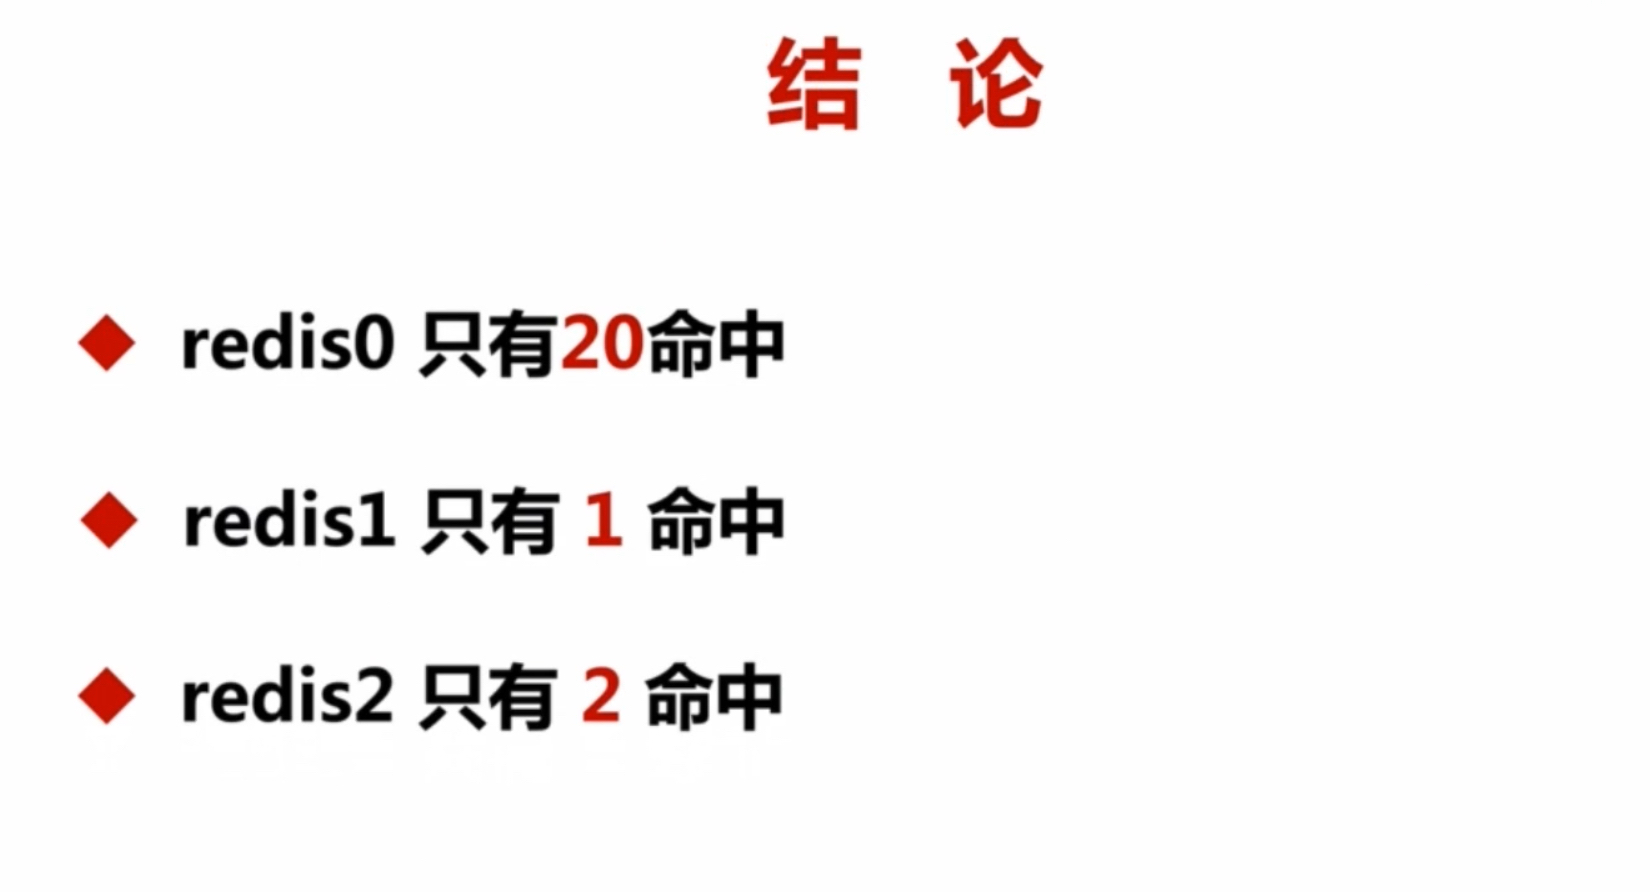 结 论
redis0 只有20命中
redis1 只有 1 命中
redis2 只有 2 命中